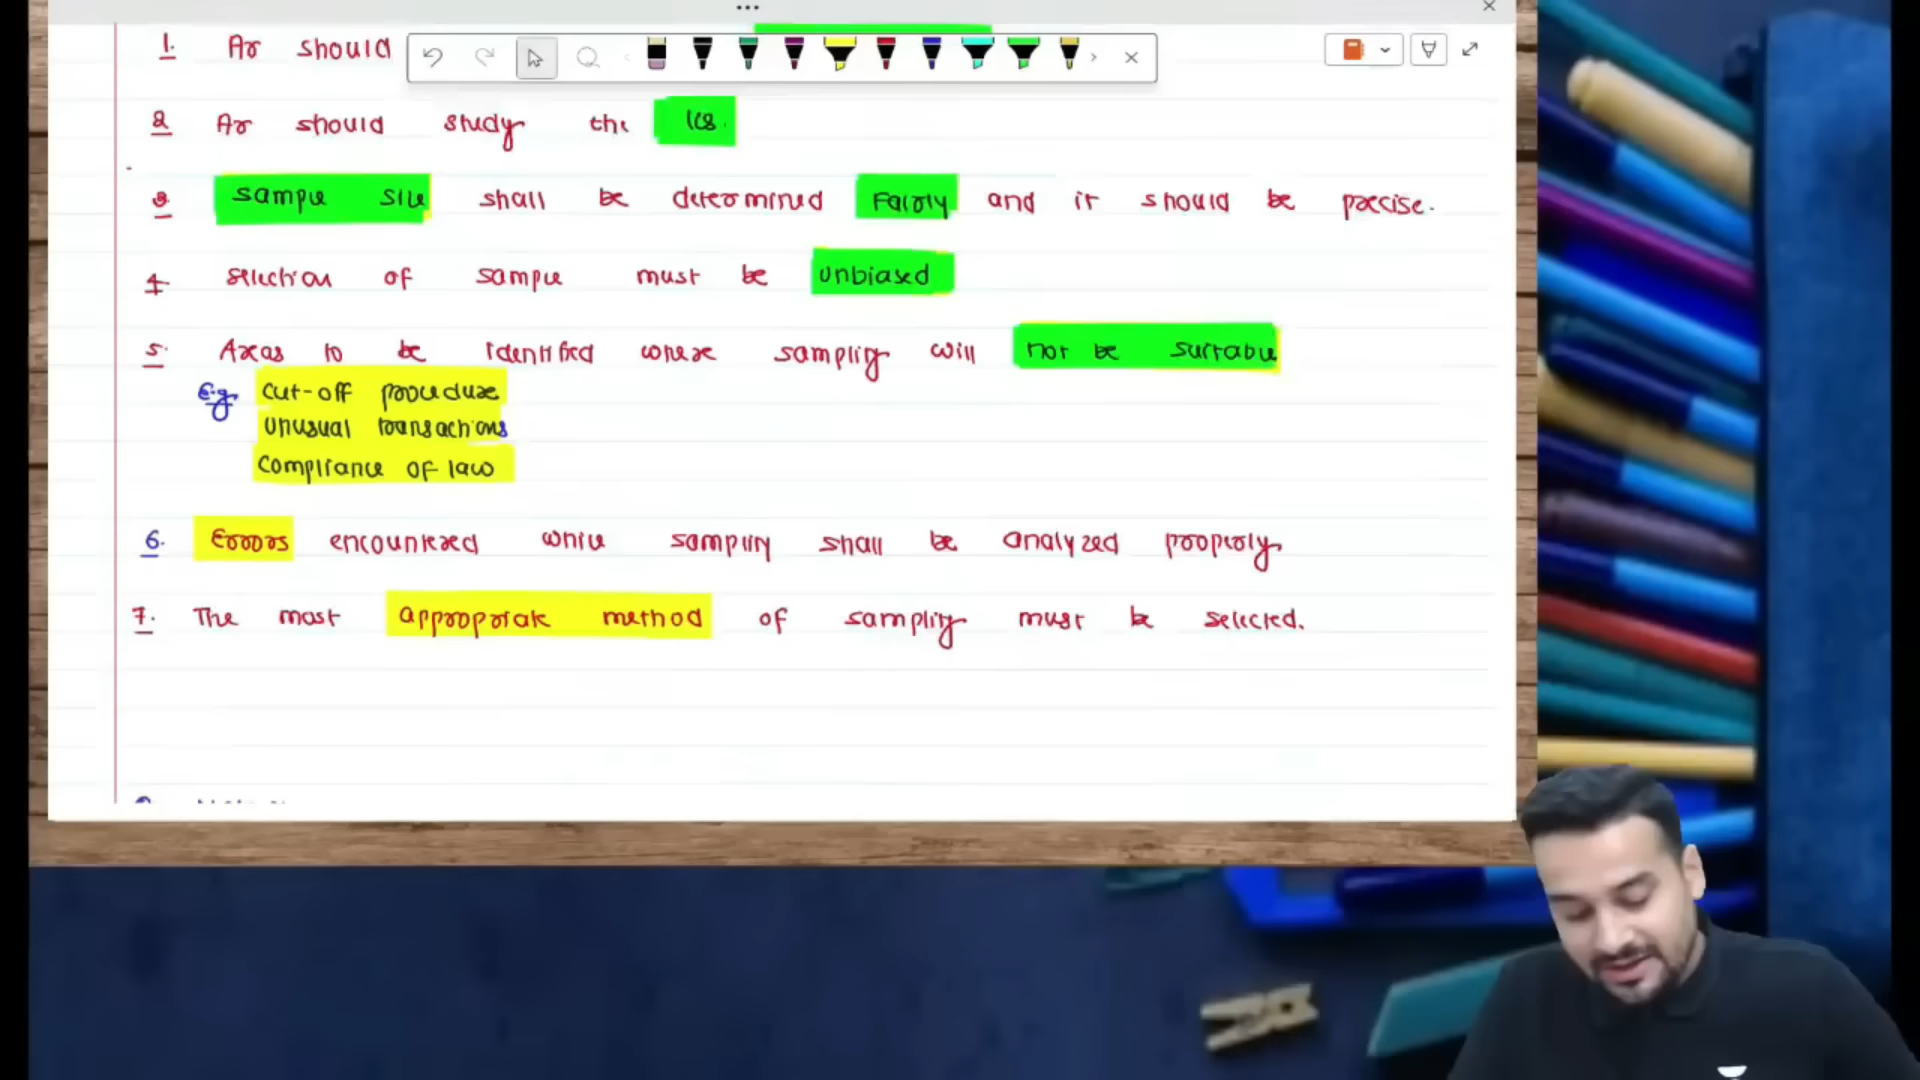 1. Ar should
2 Ar should study the ICS.
3 Sample size shall be determined Fairly and it should be precise.
4 selection of sample must be unbiased
5. Areas to be identified where sampling will not be suitable
E.g. Cut-off procedure
Unusual transactions
Compliance of law
6. Errors encountered while sampling shall be analyzed properly
7. The most appropriate method of sampling must be selected.